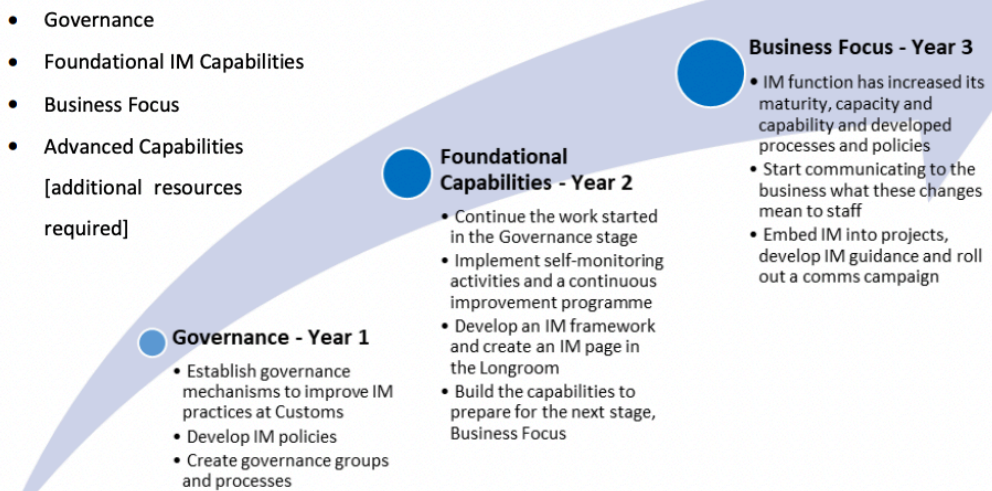 • Governance
• Foundational IM Capabilities
• Business Focus
• Advanced Capabilities
[additional resources
required]
Governance - Year 1
• Establish governance
mechanisms to improve IM
practices at Customs
• Develop IM policies
• Create governance groups
and processes
Foundational
Capabilities - Year 2
• Continue the work started
in the Governance stage
• Implement self-monitoring
activities and a continuous
improvement programme
• Develop an IM framework
and create an IM page in
the Longroom
• Build the capabilities to
prepare for the next stage,
Business Focus
Business Focus - Year 3
• IM function has increased its
maturity, capacity and
capability and developed
processes and policies
• Start communicating to the
business what these changes
mean to staff
• Embed IM into projects,
develop IM guidance and roll
out a comms campaign